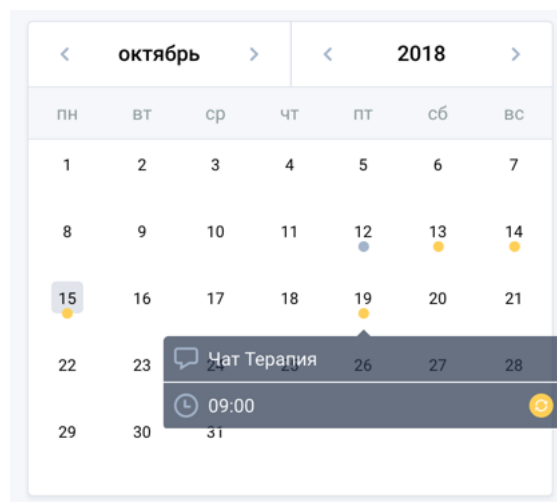 октябрь 2018
пн вт ср чт пт сб вс
1 2 3 4 5 6 7
8 9 10 11 12 13 14
15 16 17 18 19 20 21
Чат Терапия
22 23 24 25 26 27 28
09:00
29 30 31